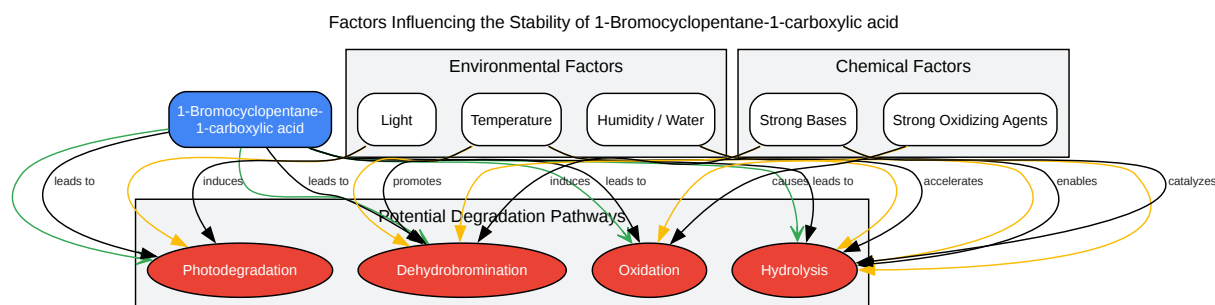 Factors Influencing the Stability of 1-Bromocyclopentane-1-carboxylic acid
Environmental Factors
Chemical Factors
1-Bromocyclopentane-
1-carboxylic acid
Light
Temperature
Humidity / Water
Strong Bases
Strong Oxidizing Agents
leads to
induces
leads to
promotes
induces
leads to
causes
leads to
accelerates
enables
catalyzes
Potential Degradation Pathways
Photodegradation
Dehydrobromination
Oxidation
Hydrolysis